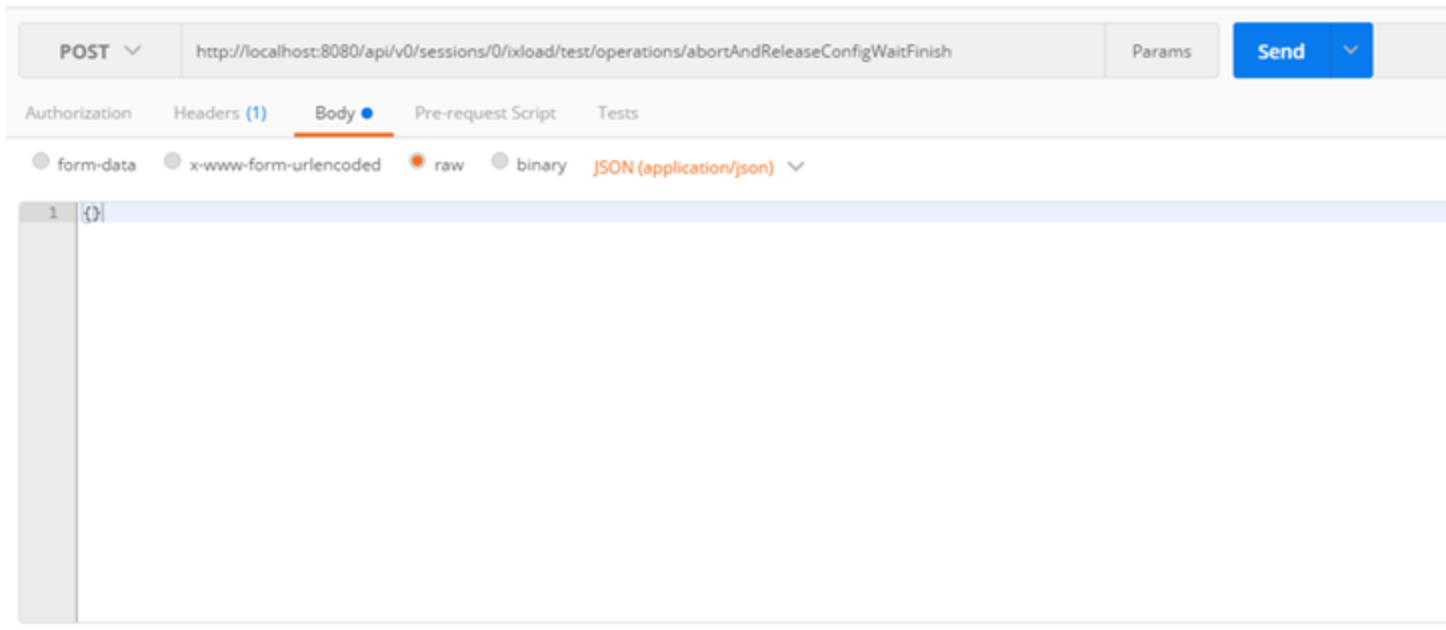 POST http://localhost:8080/api/v0/sessions/0/ixload/test/operations/abortAndReleaseConfigWaitFinish Params Send
Authorization Headers (1) Body Pre-request Script Tests
form-data x-www-form-urlencoded raw binary JSON (application/json)
1 {}